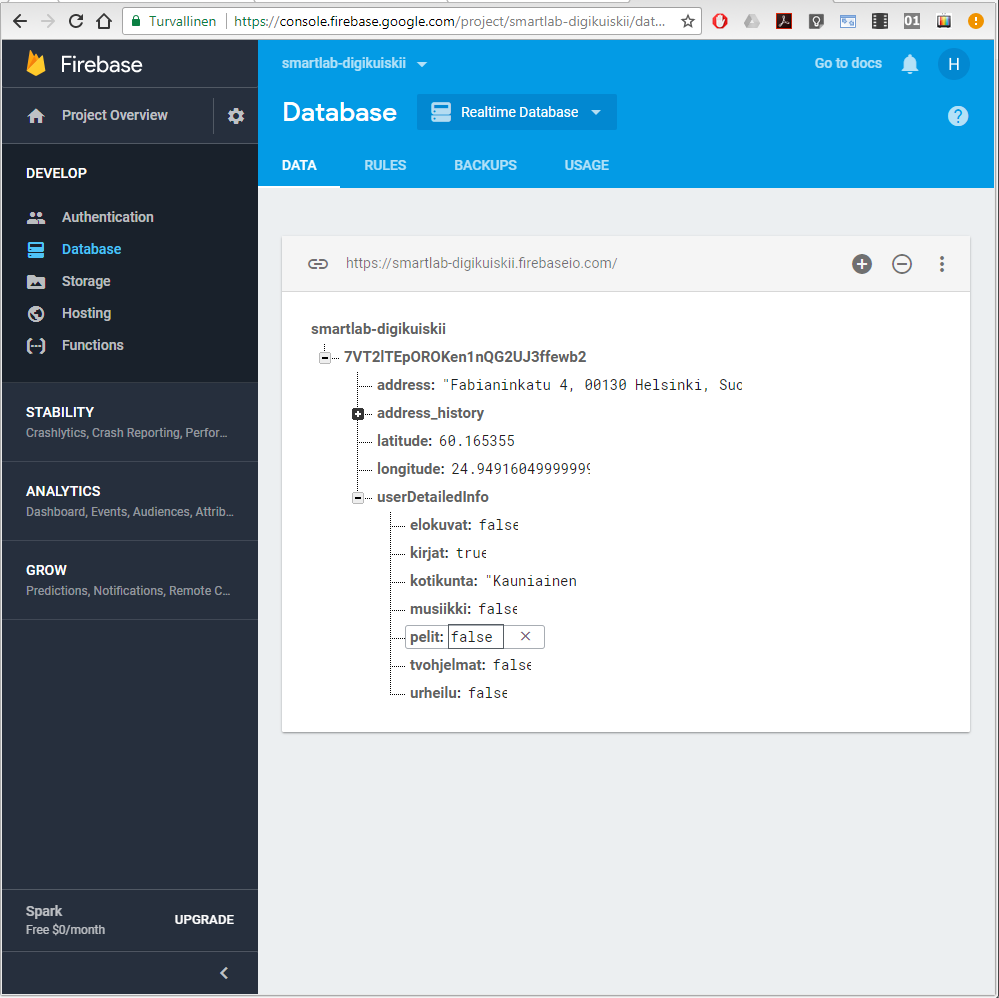 Turvallinen
https://console.firebase.google.com/project/smartlab-digikuiskii/dat...
01
Firebase
smartlab-digikuiskii
Go to docs
H
Project Overview
Database
Realtime Database
?
DATA
RULES
BACKUPS
USAGE
DEVELOP
Authentication
Database
Storage
Hosting
Functions
STABILITY
Crashlytics, Crash Reporting, Perfor...
ANALYTICS
Dashboard, Events, Audiences, Attrib...
GROW
Predictions, Notifications, Remote C...
Spark
Free $0/month
UPGRADE
https://smartlab-digikuiskii.firebaseio.com/
smartlab-digikuiskii
7VT2lTEpOROKen1nQG2UJ3ffewb2
address: "Fabianinkatu 4, 00130 Helsinki, Suo
address_history
latitude: 60.165355
longitude: 24.94916049999999
userDetailedInfo
elokuvat: false
kirjat: true
kotikunta: "Kauniainen
musiikki: false
pelit: false ×
tvohjelmat: false
urheilu: false